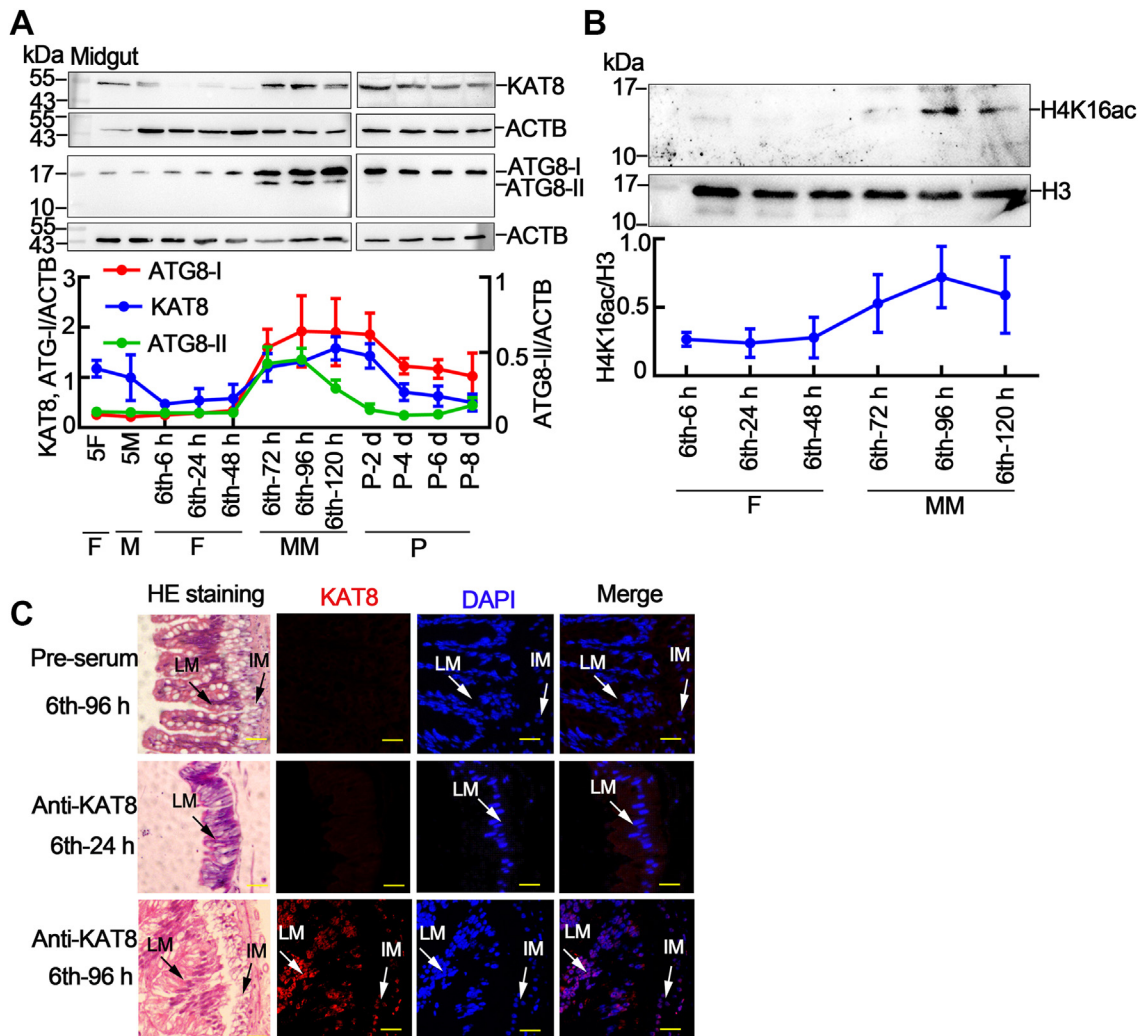 A
kDa Midgut
55
43
KAT8
55
43
ACTB
17
10
ATG8-I
ATG8-II
55
43
ACTB
ATG8-I
KAT8
ATG8-II
KAT8, ATG-I/ACTB
3
2
1
0
1
0.5
0
ATG8-II/ACTB
5F
5M
6th-6 h
6th-24 h
6th-48 h
6th-72 h
6th-96 h
6th-120 h
P-2 d
P-4 d
P-6 d
P-8 d
F M F MM P
B
kDa
17
10
H4K16ac
17
10
H3
H4K16ac/H3
1.0
0.5
0
6th-6 h
6th-24 h
6th-48 h
6th-72 h
6th-96 h
6th-120 h
F MM
C
HE staining KAT8 DAPI Merge
Pre-serum
6th-96 h
LM IM LM IM LM IM
Anti-KAT8
6th-24 h
LM LM LM
Anti-KAT8
6th-96 h
LM IM LM IM LM IM LM IM